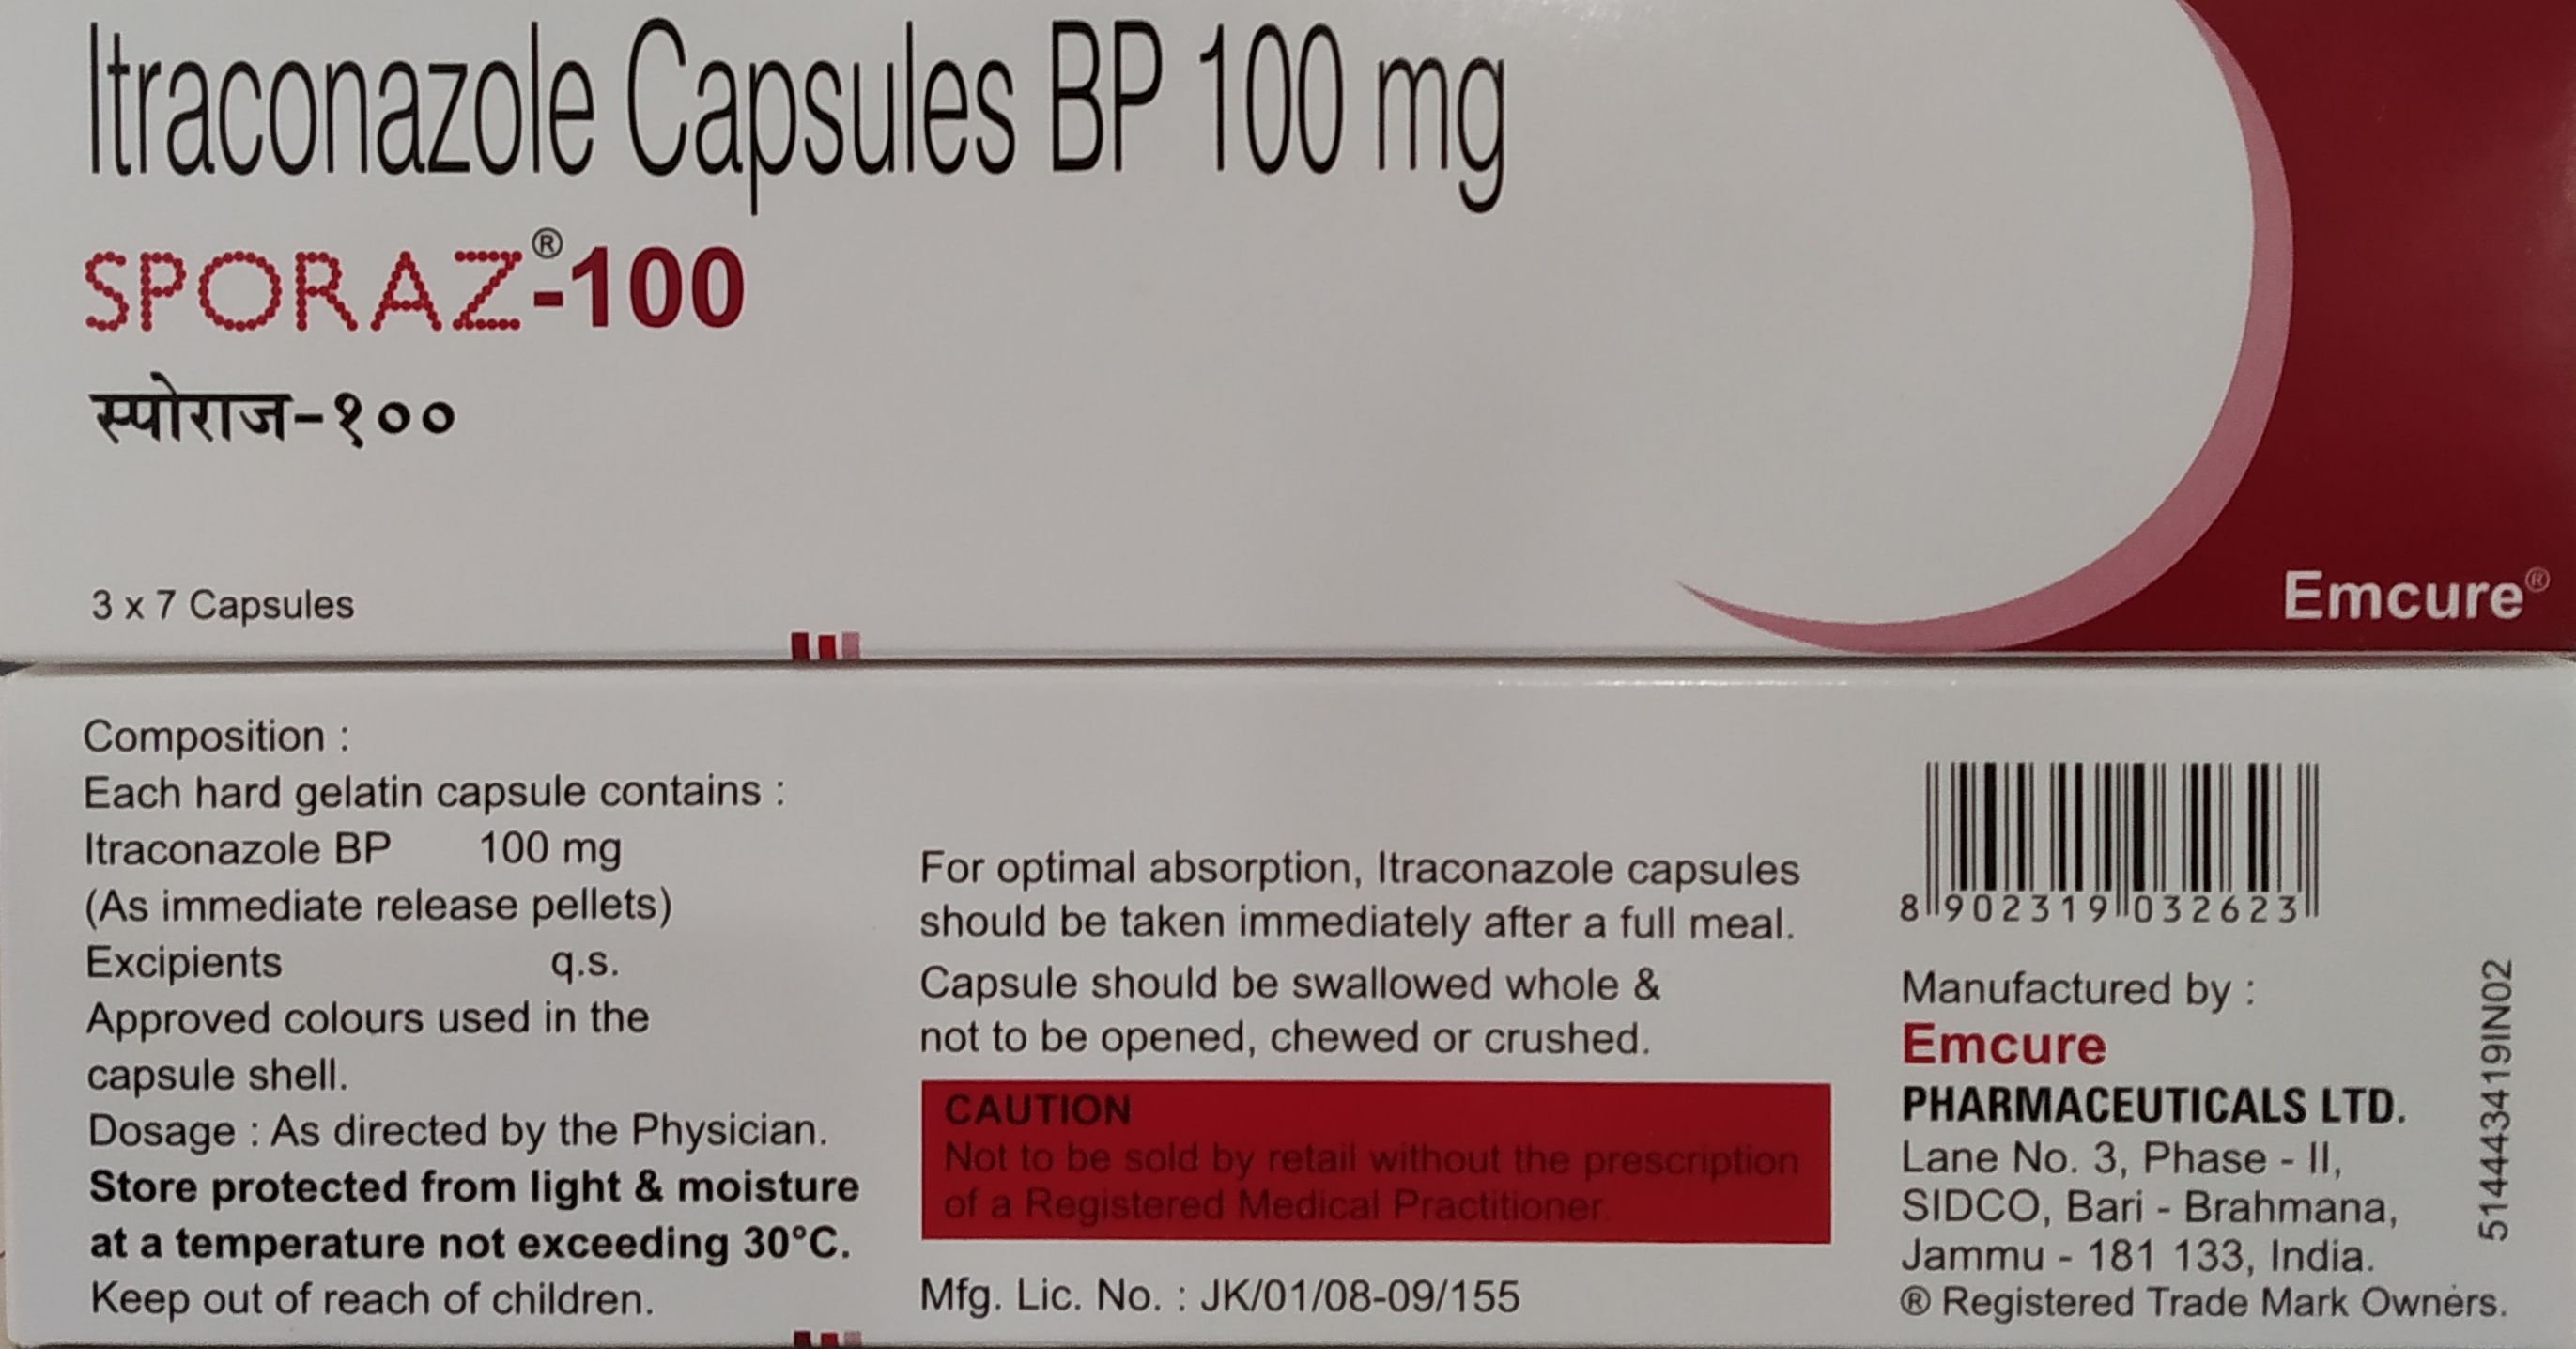 Itraconazole Capsules BP 100 mg
SPORAZ®-100
स्पोराज-१००
3 x 7 Capsules
Emcure®
Composition :
Each hard gelatin capsule contains :
Itraconazole BP 100 mg
(As immediate release pellets)
Excipients q.s.
Approved colours used in the
capsule shell.
Dosage : As directed by the Physician.
Store protected from light & moisture
at a temperature not exceeding 30°C.
Keep out of reach of children.
For optimal absorption, Itraconazole capsules
should be taken immediately after a full meal.
Capsule should be swallowed whole &
not to be opened, chewed or crushed.
CAUTION
Not to be sold by retail without the prescription
of a Registered Medical Practitioner.
Mfg. Lic. No. : JK/01/08-09/155
8 902319 032623
Manufactured by :
Emcure
PHARMACEUTICALS LTD.
Lane No. 3, Phase - II,
SIDCO, Bari - Brahmana,
Jammu - 181 133, India.
® Registered Trade Mark Owners.
514443419IN02